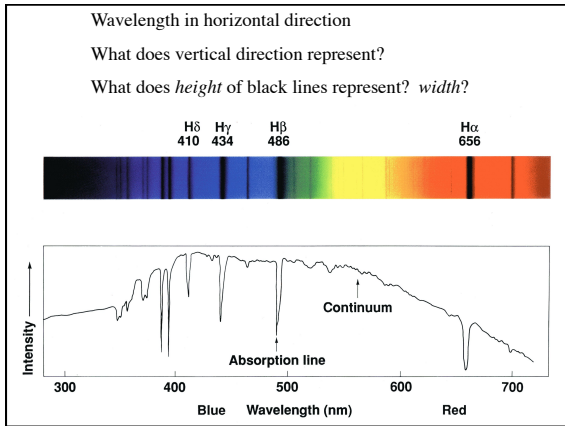 Wavelength in horizontal direction
What does vertical direction represent?
What does height of black lines represent? width?
Hδ Hγ Hβ Hα
410 434 486 656
Intensity
Continuum
Absorption line
300 400 500 600 700
Blue Wavelength (nm) Red